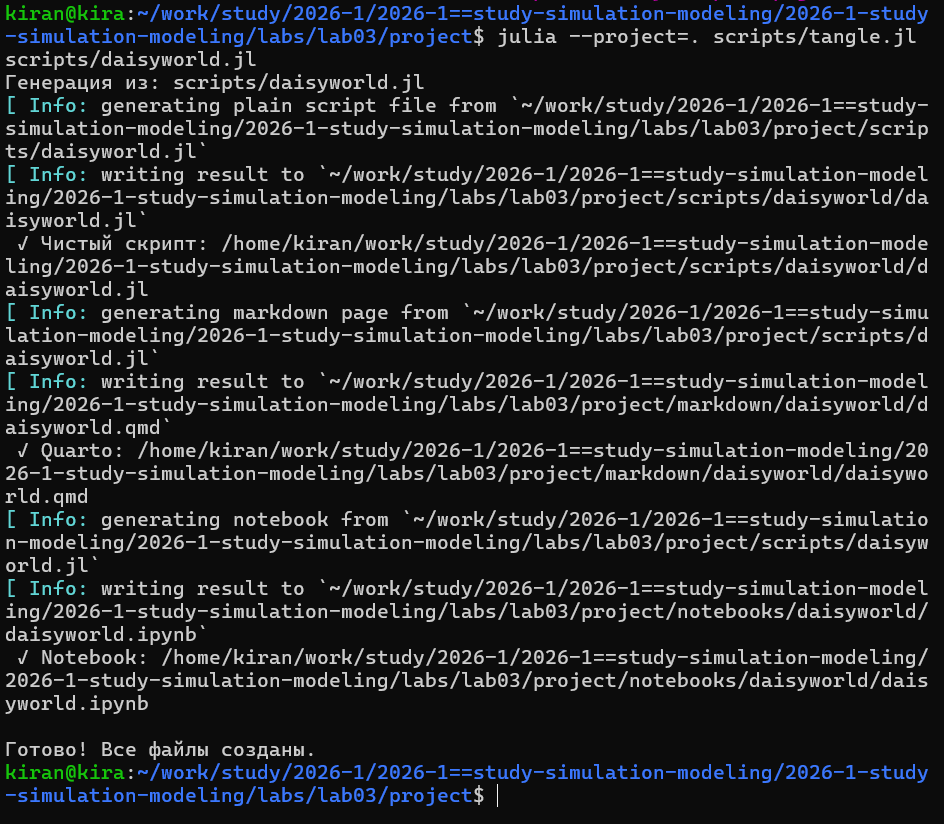 kiran@kira:~/work/study/2026-1/2026-1==study-simulation-modeling/2026-1-study
-simulation-modeling/labs/lab03/project$ julia --project=. scripts/tangle.jl
scripts/daisyworld.jl
Генерация из: scripts/daisyworld.jl
[ Info: generating plain script file from `~/work/study/2026-1/2026-1==study-
simulation-modeling/2026-1-study-simulation-modeling/labs/lab03/project/scrip
ts/daisyworld.jl`
[ Info: writing result to `~/work/study/2026-1/2026-1==study-simulation-model
ing/2026-1-study-simulation-modeling/labs/lab03/project/scripts/daisyworld/da
isyworld.jl`
 √ Чистый скрипт: /home/kiran/work/study/2026-1/2026-1==study-simulation-mode
ling/2026-1-study-simulation-modeling/labs/lab03/project/scripts/daisyworld/d
aisyworld.jl
[ Info: generating markdown page from `~/work/study/2026-1/2026-1==study-simu
lation-modeling/2026-1-study-simulation-modeling/labs/lab03/project/scripts/d
aisyworld.jl`
[ Info: writing result to `~/work/study/2026-1/2026-1==study-simulation-model
ing/2026-1-study-simulation-modeling/labs/lab03/project/markdown/daisyworld/d
aisyworld.qmd`
 √ Quarto: /home/kiran/work/study/2026-1/2026-1==study-simulation-modeling/20
26-1-study-simulation-modeling/labs/lab03/project/markdown/daisyworld/daisywo
rld.qmd
[ Info: generating notebook from `~/work/study/2026-1/2026-1==study-simulatio
n-modeling/2026-1-study-simulation-modeling/labs/lab03/project/scripts/daisyw
orld.jl`
[ Info: writing result to `~/work/study/2026-1/2026-1==study-simulation-model
ing/2026-1-study-simulation-modeling/labs/lab03/project/notebooks/daisyworld/
daisyworld.ipynb`
 √ Notebook: /home/kiran/work/study/2026-1/2026-1==study-simulation-modeling/
2026-1-study-simulation-modeling/labs/lab03/project/notebooks/daisyworld/dais
yworld.ipynb

Готово! Все файлы созданы.
kiran@kira:~/work/study/2026-1/2026-1==study-simulation-modeling/2026-1-study
-simulation-modeling/labs/lab03/project$